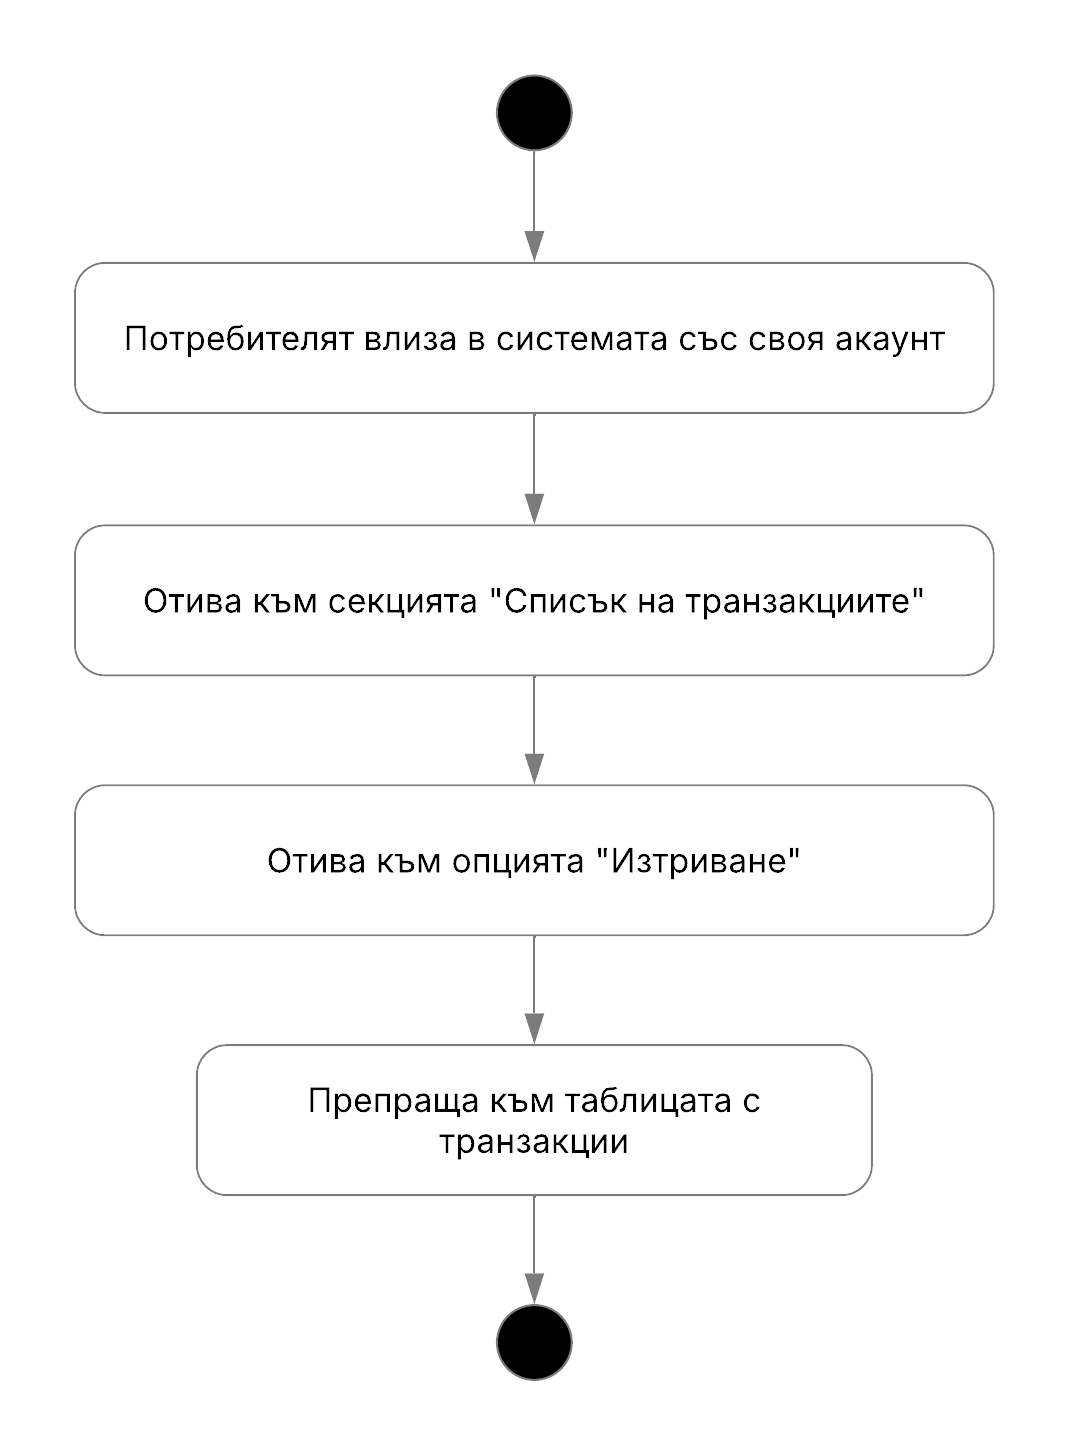 Потребителят влиза в системата със своя акаунт
Отива към секцията "Списък на транзакциите"
Отива към опцията "Изтриване"
Препраща към таблицата с
транзакции